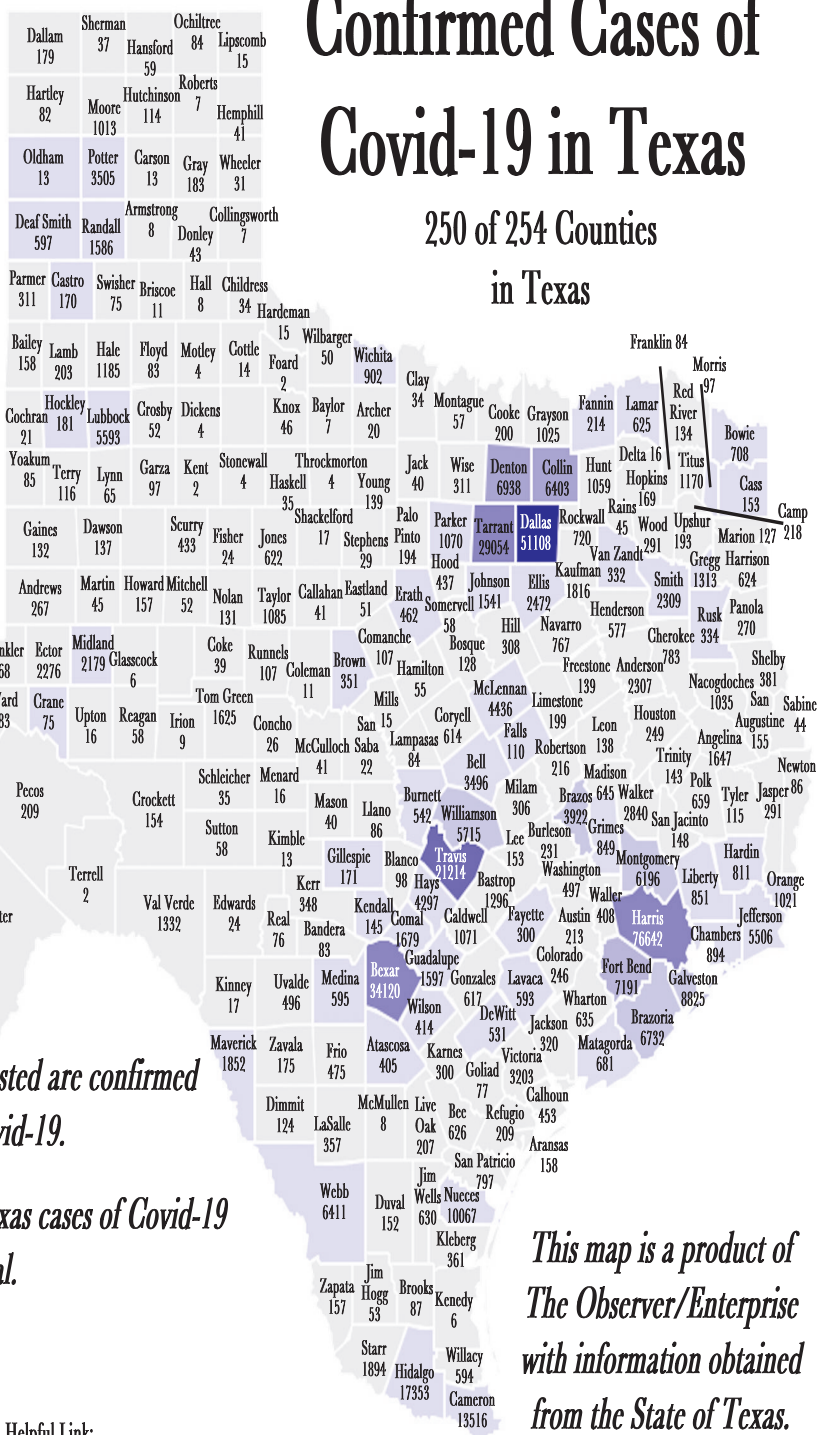 Confirmed Cases of
Covid-19 in Texas
250 of 254 Counties
in Texas
Dallam
179
Sherman
37
Hansford
59
Ochiltree
84
Lipscomb
15
Hartley
82
Moore
1013
Hutchinson
114
Roberts
7
Hemphill
41
Oldham
13
Potter
3505
Carson
13
Gray
183
Wheeler
31
Deaf Smith
597
Randall
1586
Armstrong
8
Donley
43
Collingsworth
7
Parmer
311
Castro
170
Swisher
75
Briscoe
11
Hall
8
Childress
34
Hardeman
15
Bailey
158
Lamb
203
Hale
1185
Floyd
83
Motley
4
Cottle
14
Foard
2
Wilbarger
50
Wichita
902
Clay
34
Montague
57
Cooke
200
Grayson
1025
Fannin
214
Lamar
625
Franklin 84
Morris
97
Red
River
134
Bowie
708
Cochran
21
Hockley
181
Lubbock
5593
Crosby
52
Dickens
4
Knox
46
Baylor
7
Archer
20
Yoakum
85
Terry
116
Lynn
65
Garza
97
Kent
2
Stonewall
4
Haskell
35
Throckmorton
4
Young
139
Jack
40
Wise
311
Denton
6938
Collin
6403
Hunt
1059
Delta 16
Hopkins
169
Titus
1170
Cass
153
Camp
218
Gaines
132
Dawson
137
Scurry
433
Fisher
24
Jones
622
Shackelford
17
Stephens
29
Palo
Pinto
194
Parker
1070
Tarrant
29054
Dallas
51108
Rockwall
720
Rains
45
Wood
291
Upshur
193
Marion 127
Hood
437
Johnson
1541
Ellis
2472
Kaufman
1816
Van Zandt
332
Smith
2309
Gregg
1313
Harrison
624
Andrews
267
Martin
45
Howard
157
Mitchell
52
Nolan
131
Taylor
1085
Callahan
41
Eastland
51
Erath
462
Somervell
58
Hill
308
Navarro
767
Henderson
577
Cherokee
783
Rusk
334
Panola
270
nkler
68
Ector
2276
Midland
2179
Glasscock
6
Coke
39
Runnels
107
Coleman
11
Brown
351
Comanche
107
Hamilton
55
Bosque
128
Freestone
139
Anderson
2307
Nacogdoches
1035
Shelby
381
San
Augustine
155
Sabine
44
ard
83
Crane
75
Upton
16
Reagan
58
Irion
9
Tom Green
1625
Concho
26
McCulloch
41
San
Saba
22
Mills
15
Lampasas
84
Coryell
614
McLennan
4436
Falls
110
Limestone
199
Robertson
216
Leon
138
Houston
249
Trinity
143
Angelina
1647
Newton
86
Pecos
209
Crockett
154
Schleicher
35
Menard
16
Mason
40
Llano
86
Burnett
542
Bell
3496
Williamson
5715
Milam
306
Brazos
3922
Madison
645
Walker
2840
Grimes
849
San Jacinto
148
Polk
659
Tyler
115
Jasper
291
Terrell
2
Sutton
58
Kimble
13
Gillespie
171
Blanco
98
Travis
21214
Lee
153
Burleson
231
Washington
497
Montgomery
6196
Liberty
851
Hardin
811
Orange
1021
ter
Val Verde
1332
Edwards
24
Kerr
348
Real
76
Bandera
83
Kendall
145
Comal
1679
Hays
4297
Caldwell
1071
Bastrop
1296
Fayette
300
Austin
213
Waller
408
Harris
76642
Chambers
894
Jefferson
5506
Kinney
17
Uvalde
496
Medina
595
Bexar
34120
Guadalupe
1597
Wilson
414
Gonzales
617
Lavaca
593
Colorado
246
Wharton
635
Fort Bend
7191
Galveston
8825
Brazoria
6732
Maverick
1852
Zavala
175
Frio
475
Atascosa
405
Karnes
300
DeWitt
531
Goliad
77
Victoria
3203
Jackson
320
Matagorda
681
Calhoun
453
Dimmit
124
LaSalle
357
McMullen
8
Live
Oak
207
Bee
626
Refugio
209
Aransas
158
San Patricio
797
Webb
6411
Duval
152
Jim
Wells
630
Nueces
10067
Kleberg
361
Zapata
157
Jim
Hogg
53
Brooks
87
Kenedy
6
Starr
1894
Hidalgo
17353
Willacy
594
Cameron
13516
sted are confirmed
vid-19.
xas cases of Covid-19
al.
Helpful Link:
This map is a product of
The Observer/Enterprise
with information obtained
from the State of Texas.